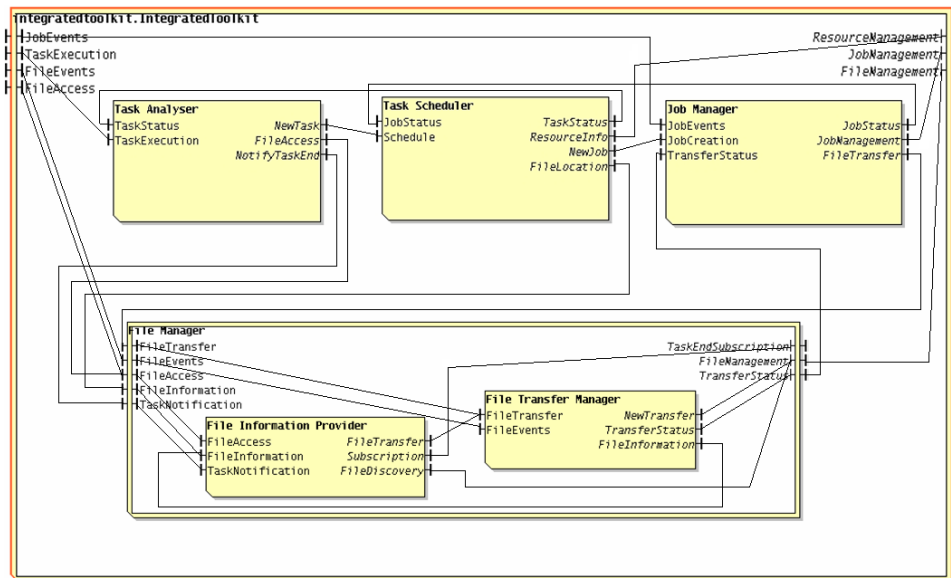 integratedtoolkit.IntegratedToolkit
JobEvents
TaskExecution
FileEvents
FileAccess
ResourceManagement
JobManagement
FileManagement
Task Analyser
TaskStatus
TaskExecution
NewTask
FileAccess
NotifyTaskEnd
Task Scheduler
JobStatus
Schedule
TaskStatus
ResourceInfo
NewJob
FileLocation
Job Manager
JobEvents
JobCreation
TransferStatus
JobStatus
JobManagement
FileTransfer
File Manager
FileTransfer
FileEvents
FileAccess
FileInformation
TaskNotification
TaskEndSubscription
FileManagement
TransferStatus
File Information Provider
FileAccess
FileInformation
TaskNotification
FileTransfer
Subscription
FileDiscovery
File Transfer Manager
FileTransfer
FileEvents
NewTransfer
TransferStatus
FileInformation